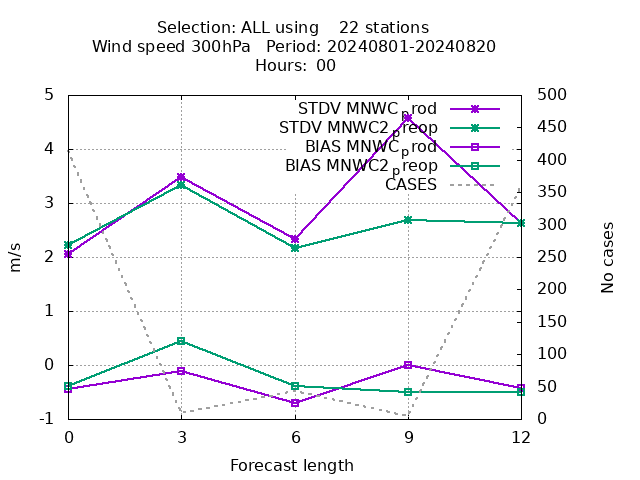 Selection: ALL using    22 stations
Wind speed 300hPa   Period: 20240801-20240820
Hours:  00
STDV MNWC_prod
STDV MNWC2_preop
BIAS MNWC_prod
BIAS MNWC2_preop
CASES
5
4
3
2
1
0
-1
500
450
400
350
300
250
200
150
100
50
0
m/s
No cases
0 3 6 9 12
Forecast length